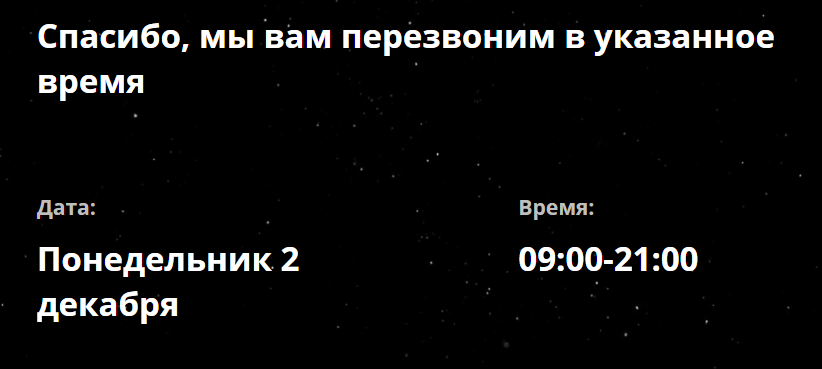 Спасибо, мы вам перезвоним в указанное
время
Дата:
Время:
Понедельник 2
декабря
09:00-21:00